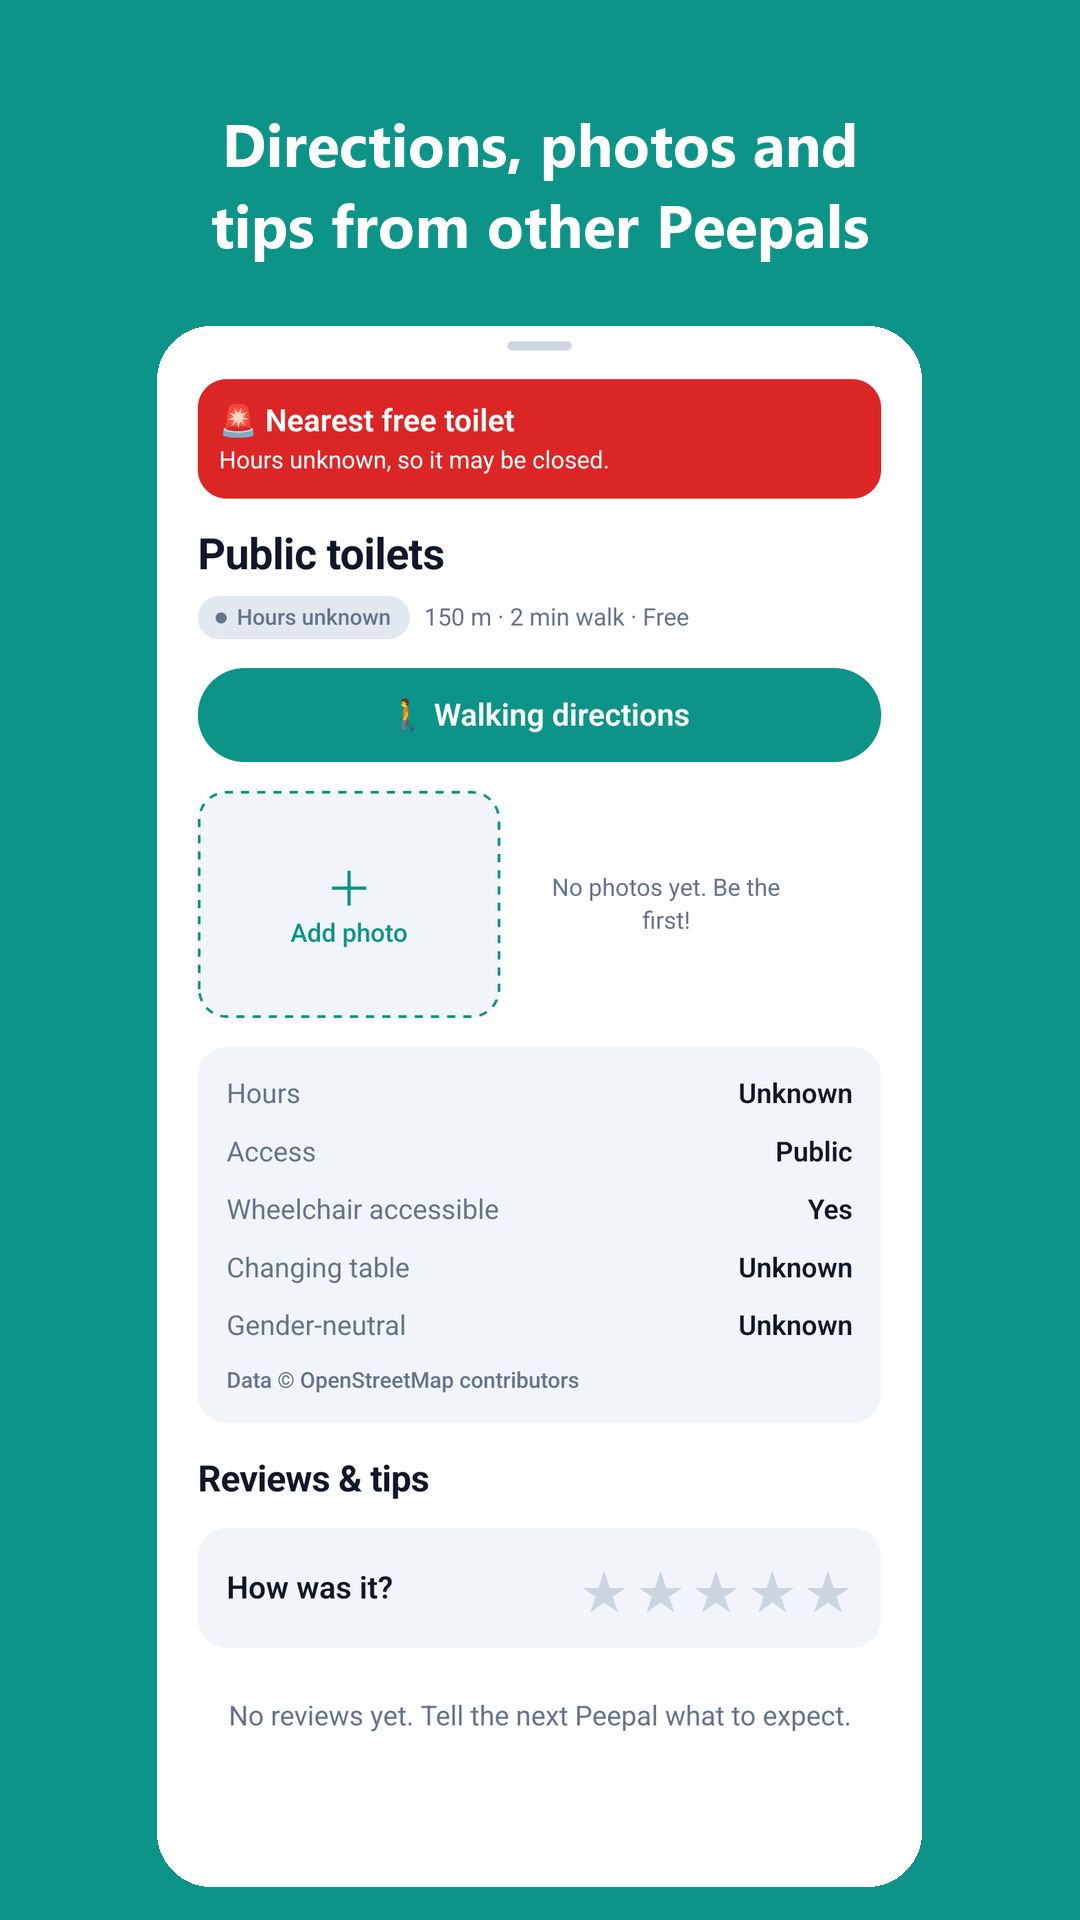 Directions, photos and
tips from other Peepals
🚨 Nearest free toilet
Hours unknown, so it may be closed.
Public toilets
● Hours unknown 150 m · 2 min walk · Free
🚶 Walking directions
+
Add photo
No photos yet. Be the
first!
Hours Unknown
Access Public
Wheelchair accessible Yes
Changing table Unknown
Gender-neutral Unknown
Data © OpenStreetMap contributors
Reviews & tips
How was it? ★★★★★
No reviews yet. Tell the next Peepal what to expect.